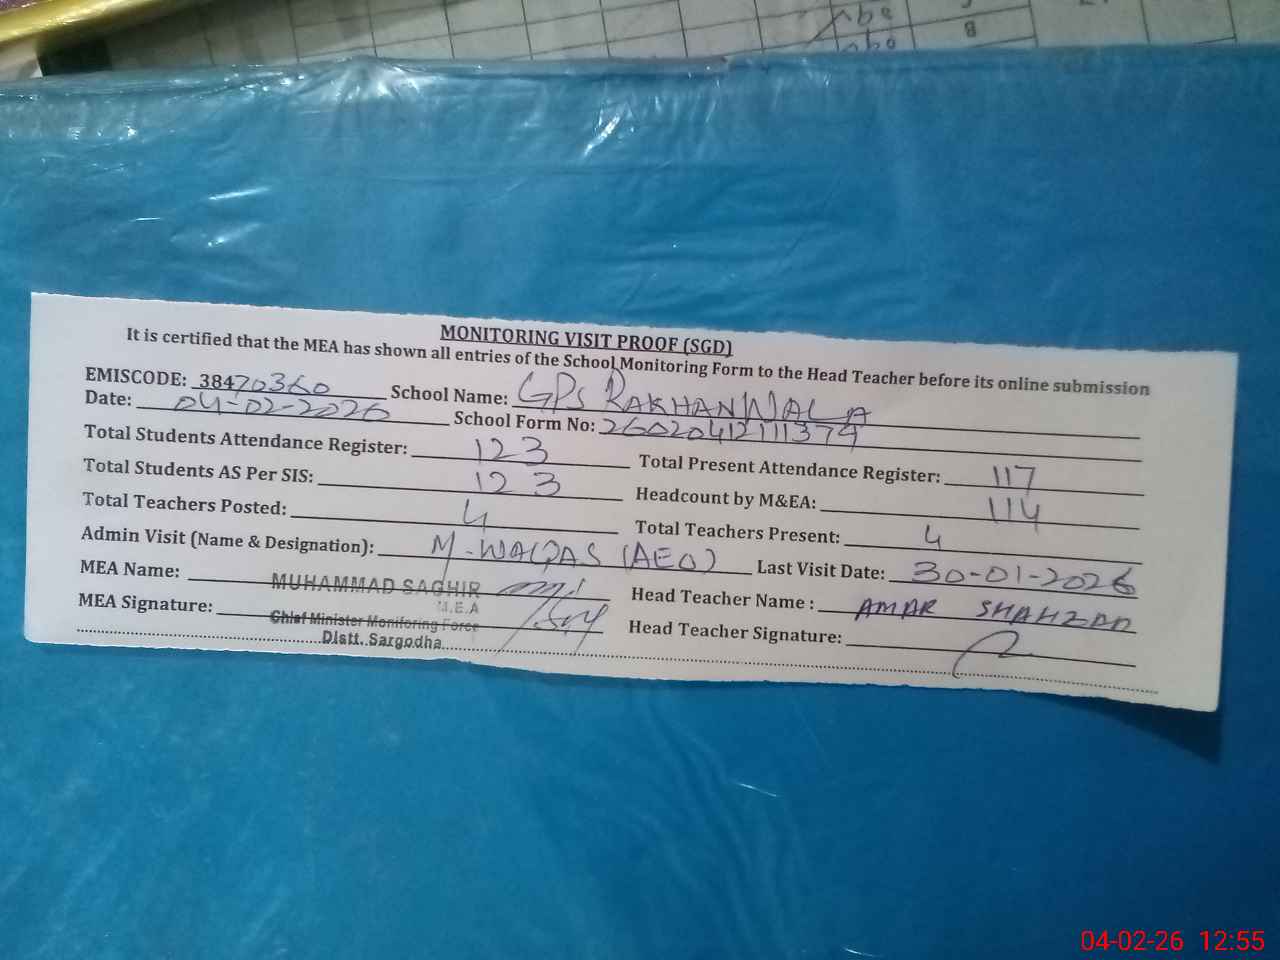 MONITORING VISIT PROOF (SGD)
It is certified that the MEA has shown all entries of the School Monitoring Form to the Head Teacher before its online submission
EMISCODE: 38470360 School Name: GPS RAKHANWALA
Date: 04-02-2026 School Form No: 26020412111374
Total Students Attendance Register: 123 Total Present Attendance Register: 117
Total Students AS Per SIS: 123 Headcount by M&EA: 114
Total Teachers Posted: 4 Total Teachers Present: 4
Admin Visit (Name & Designation): M-WAQAS (AEO) Last Visit Date: 30-01-2026
MEA Name: MUHAMMAD SAGHIR Head Teacher Name : AMAR SHAHZAD
M.E.A
MEA Signature: Chief Minister Monitoring Force Head Teacher Signature:
Distt. Sargodha
04-02-26 12:55